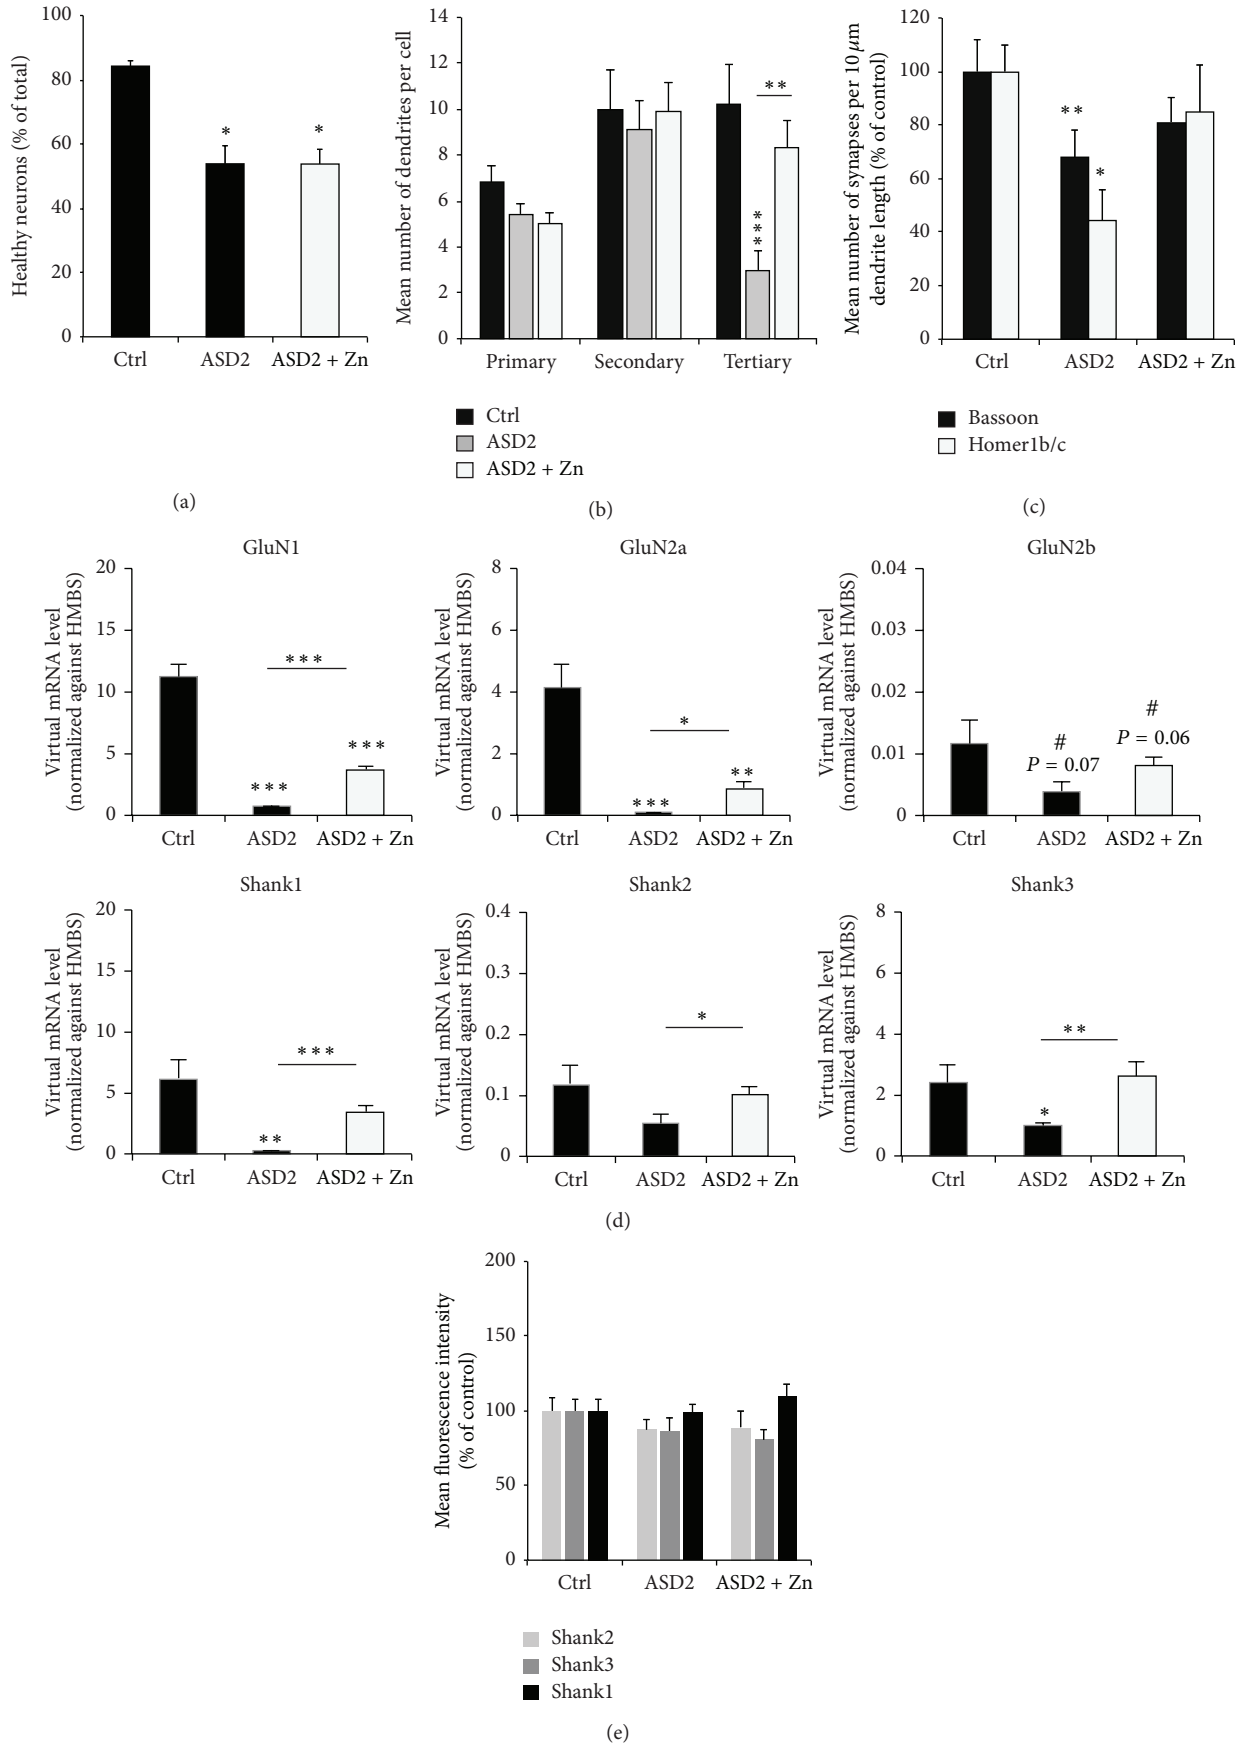 Healthy neurons (% of total)
100
80
60
40
20
0
*
*
Ctrl
ASD2
ASD2 + Zn
(a)
Mean number of dendrites per cell
14
12
10
8
6
4
2
0
**
***
Primary
Secondary
Tertiary
Ctrl
ASD2
ASD2 + Zn
(b)
Mean number of synapses per 10 μm
dendrite length (% of control)
120
100
80
60
40
20
0
**
*
Ctrl
ASD2
ASD2 + Zn
Bassoon
Homer1b/c
(c)
GluN1
Virtual mRNA level
(normalized against HMBS)
20
15
10
5
0
***
***
***
Ctrl
ASD2
ASD2 + Zn
GluN2a
Virtual mRNA level
(normalized against HMBS)
8
6
4
2
0
*
**
***
Ctrl
ASD2
ASD2 + Zn
GluN2b
Virtual mRNA level
(normalized against HMBS)
0.04
0.03
0.02
0.01
0
#
P = 0.07
#
P = 0.06
Ctrl
ASD2
ASD2 + Zn
Shank1
Virtual mRNA level
(normalized against HMBS)
20
15
10
5
0
***
**
Ctrl
ASD2
ASD2 + Zn
Shank2
Virtual mRNA level
(normalized against HMBS)
0.4
0.3
0.2
0.1
0
*
Ctrl
ASD2
ASD2 + Zn
Shank3
Virtual mRNA level
(normalized against HMBS)
8
6
4
2
0
**
*
Ctrl
ASD2
ASD2 + Zn
(d)
Mean fluorescence intensity
(% of control)
200
150
100
50
0
Ctrl
ASD2
ASD2 + Zn
Shank2
Shank3
Shank1
(e)